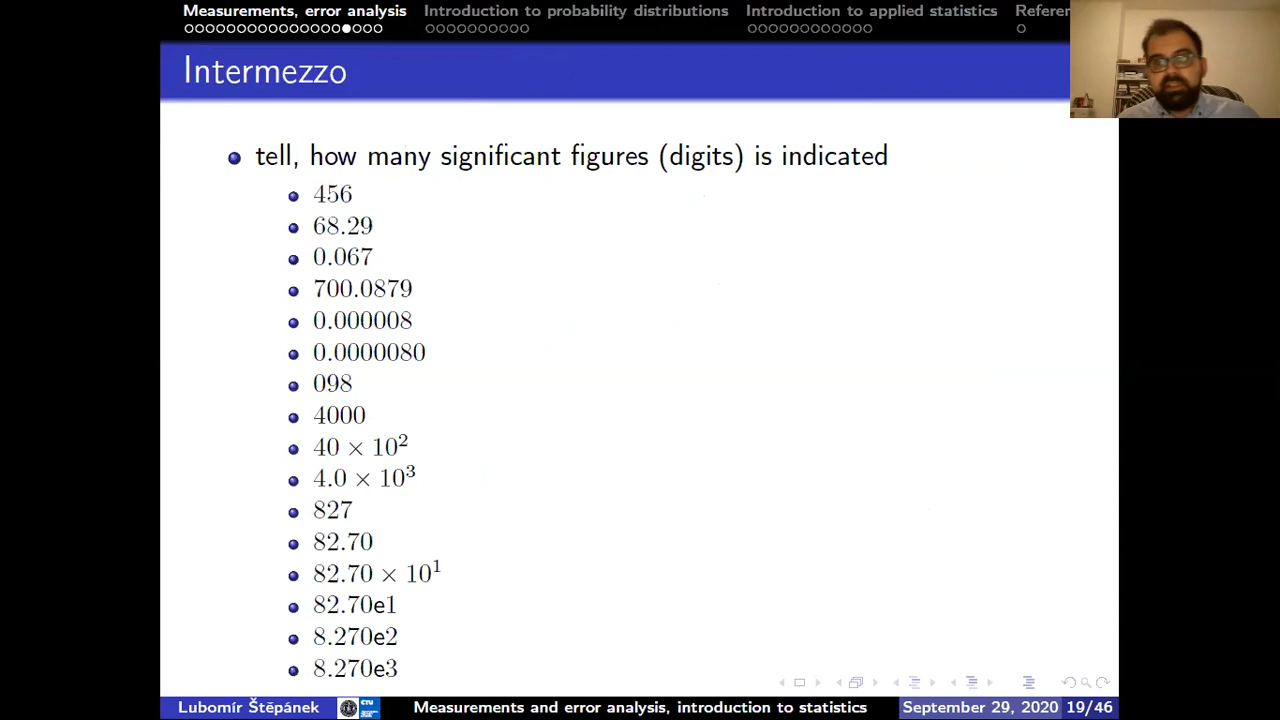 Measurements, error analysis Introduction to probability distributions Introduction to applied statistics Refere
Intermezzo
tell, how many significant figures (digits) is indicated
456
68.29
0.067
700.0879
0.000008
0.0000080
098
4000
40 × 10²
4.0 × 10³
827
82.70
82.70 × 10¹
82.70e1
8.270e2
8.270e3
Lubomír Štěpánek CTU Measurements and error analysis, introduction to statistics September 29, 2020 19/46